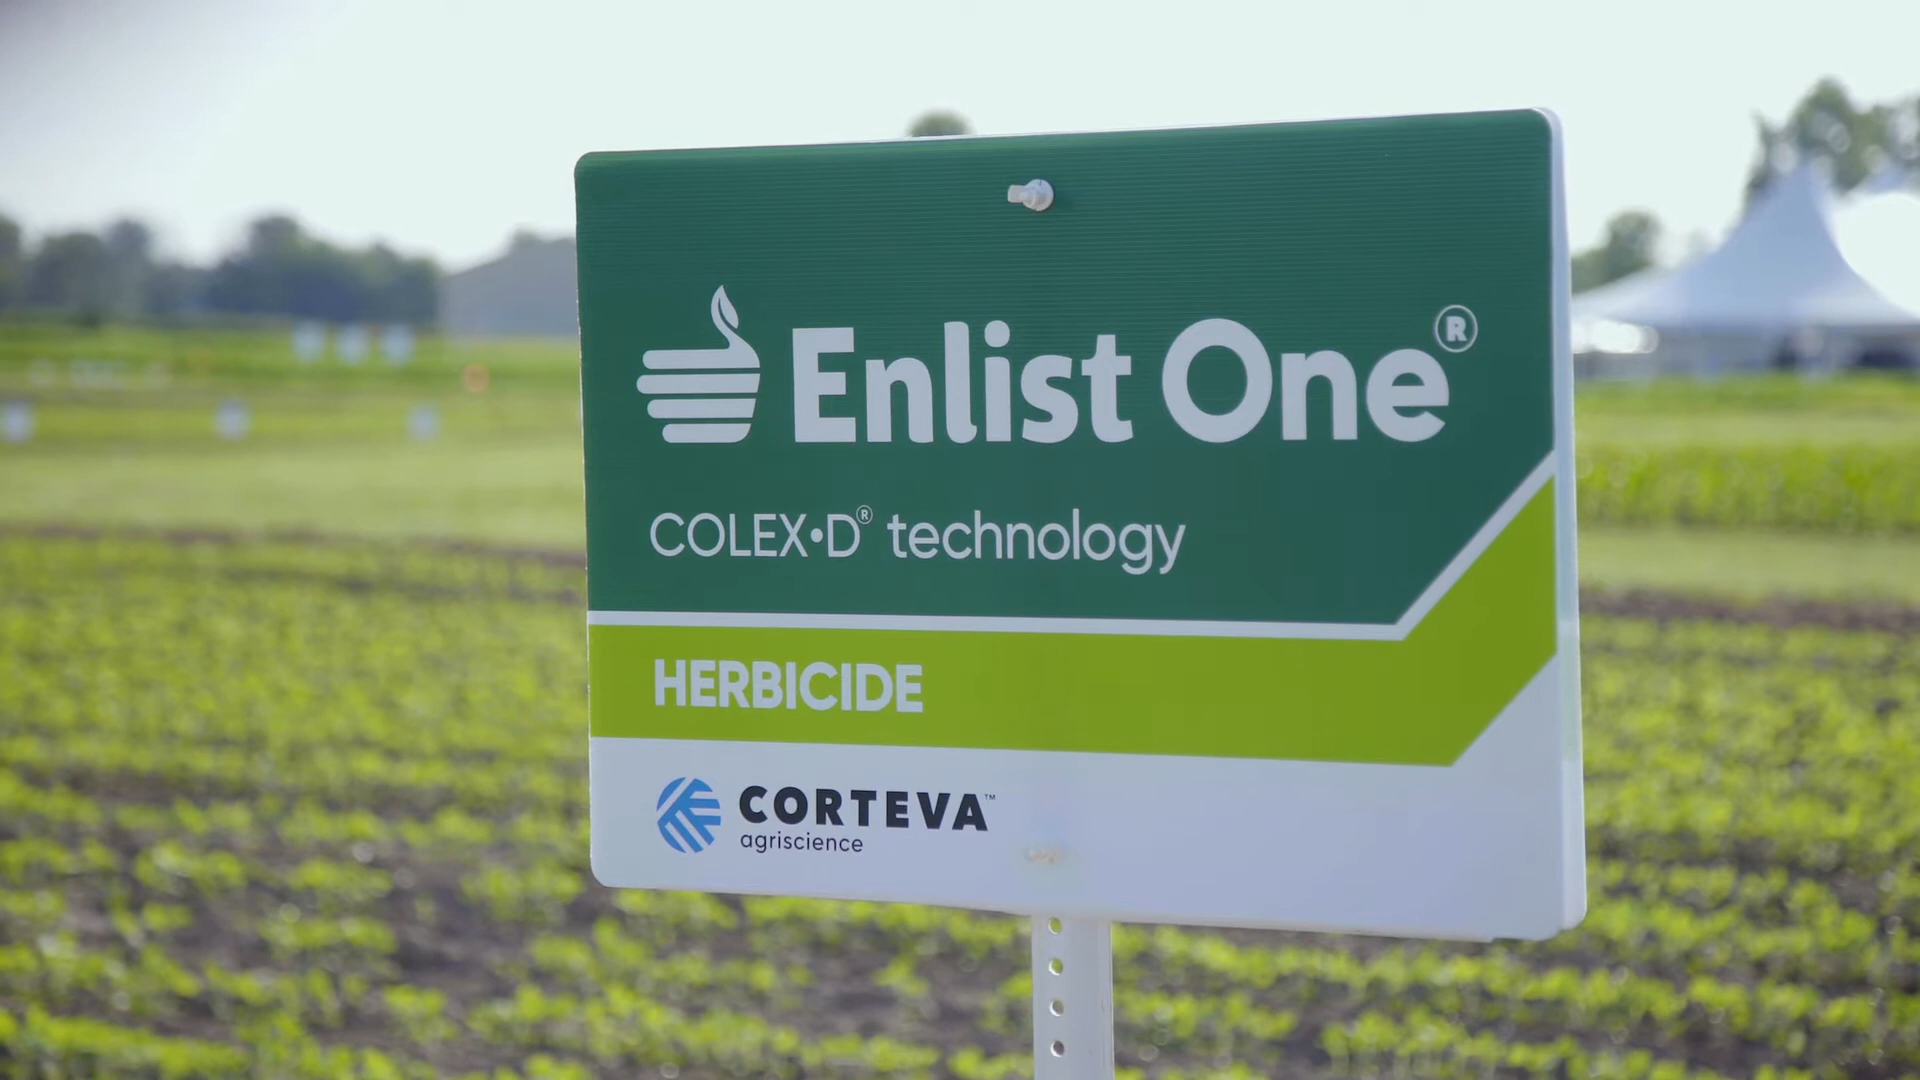 Enlist One®
COLEX•D® technology
HERBICIDE
CORTEVA™
agriscience